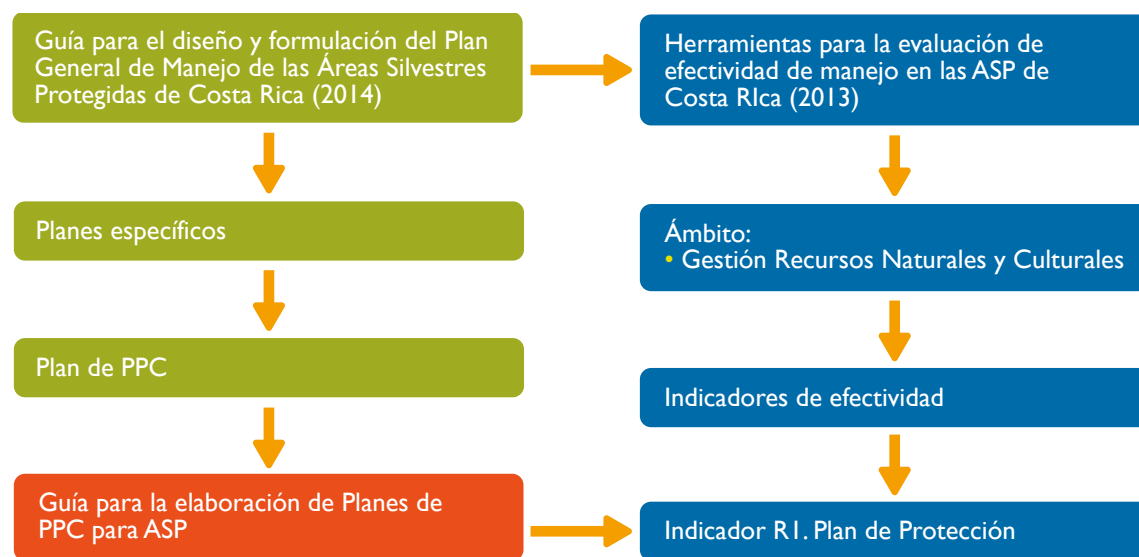 Guía para el diseño y formulación del Plan
General de Manejo de las Áreas Silvestres
Protegidas de Costa Rica (2014)
Herramientas para la evaluación de
efectividad de manejo en las ASP de
Costa RIca (2013)
Planes específicos
Ámbito:
• Gestión Recursos Naturales y Culturales
Plan de PPC
Indicadores de efectividad
Guía para la elaboración de Planes de
PPC para ASP
Indicador R1. Plan de Protección